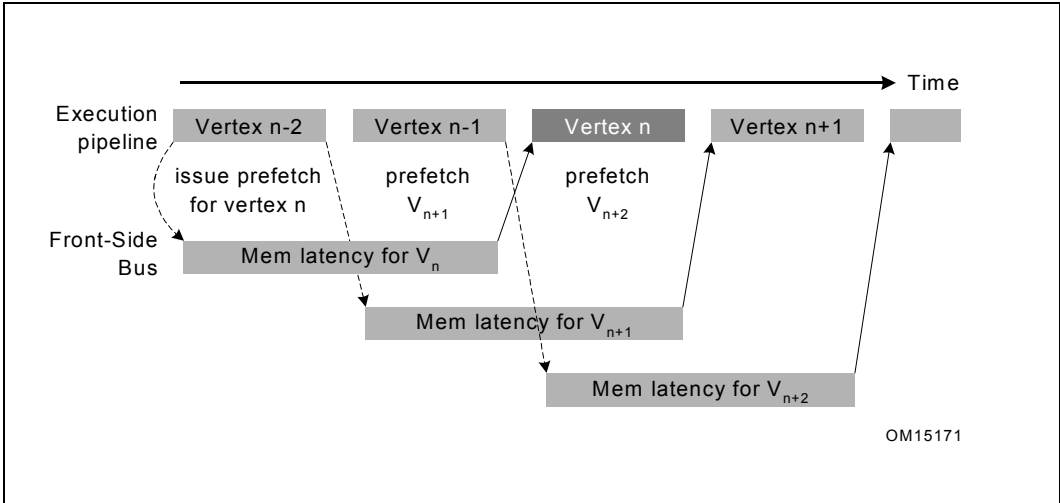 Time
Execution
pipeline
Vertex n-2
Vertex n-1
Vertex n
Vertex n+1
issue prefetch
for vertex n
prefetch
Vn+1
prefetch
Vn+2
Front-Side
Bus
Mem latency for Vn
Mem latency for Vn+1
Mem latency for Vn+2
OM15171